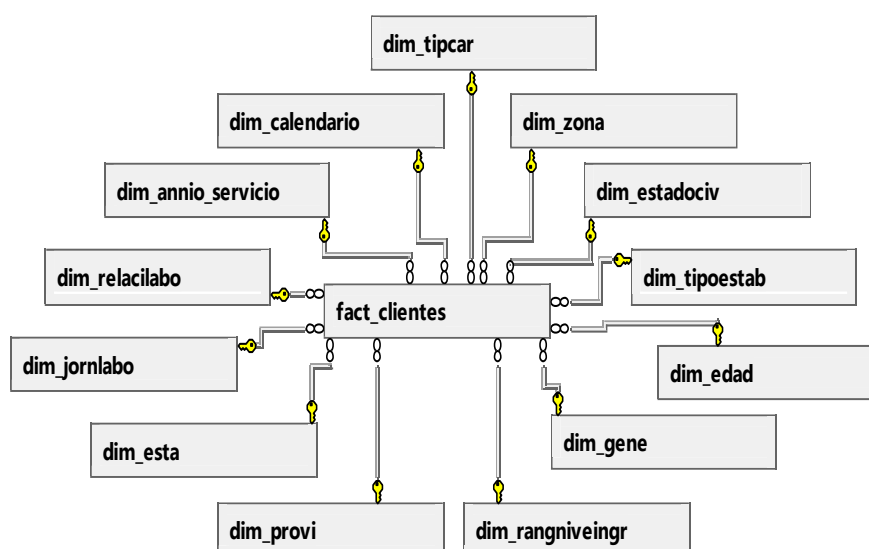 dim_tipcar
dim_calendario
dim_zona
dim_annio_servicio
dim_estadociv
dim_relacilabo
dim_tipoestab
fact_clientes
dim_jornlabo
dim_edad
dim_esta
dim_gene
dim_provi
dim_rangniveingr